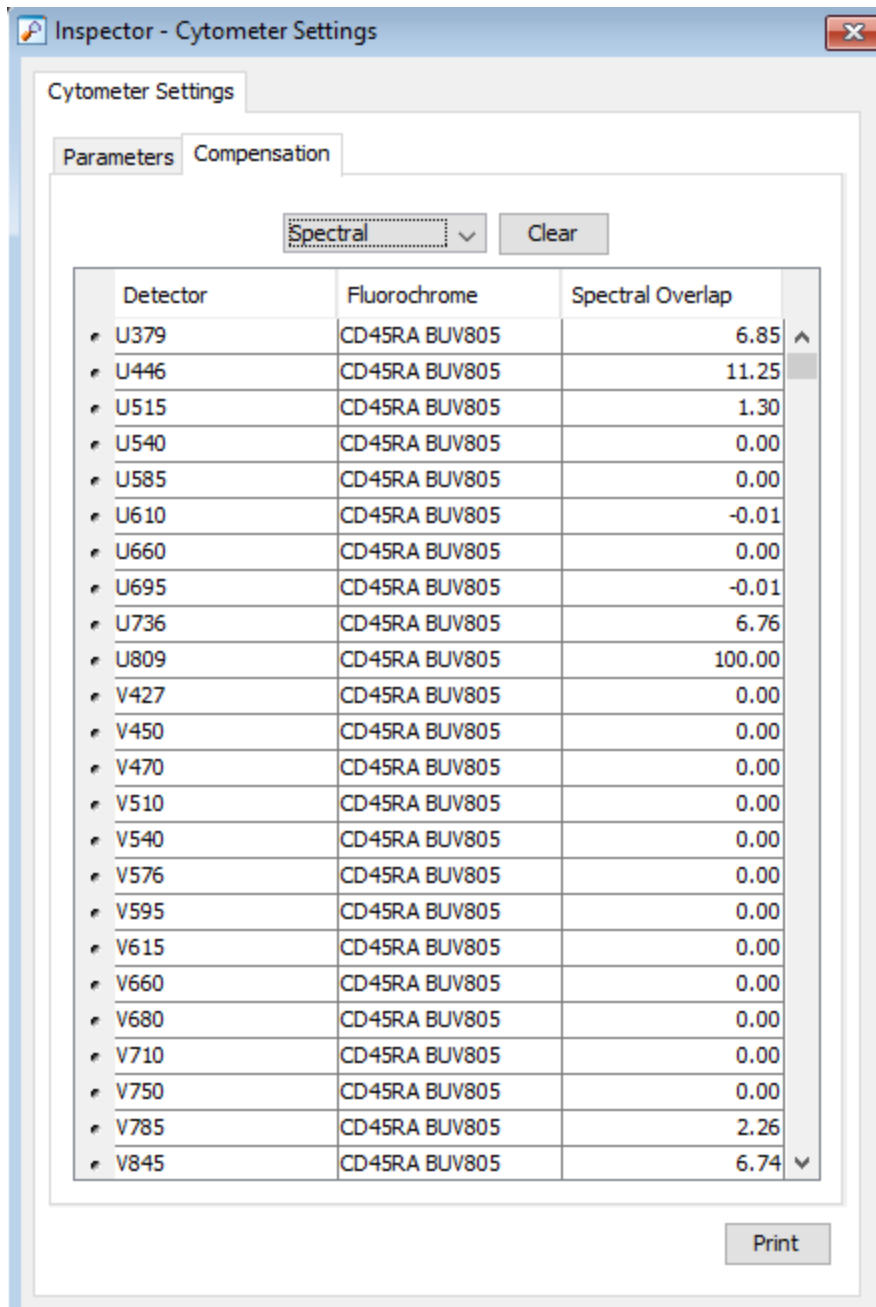 Inspector - Cytometer Settings
Cytometer Settings
Parameters Compensation
Spectral Clear
Detector Fluorochrome Spectral Overlap
U379 CD45RA BUV805 6.85
U446 CD45RA BUV805 11.25
U515 CD45RA BUV805 1.30
U540 CD45RA BUV805 0.00
U585 CD45RA BUV805 0.00
U610 CD45RA BUV805 -0.01
U660 CD45RA BUV805 0.00
U695 CD45RA BUV805 -0.01
U736 CD45RA BUV805 6.76
U809 CD45RA BUV805 100.00
V427 CD45RA BUV805 0.00
V450 CD45RA BUV805 0.00
V470 CD45RA BUV805 0.00
V510 CD45RA BUV805 0.00
V540 CD45RA BUV805 0.00
V576 CD45RA BUV805 0.00
V595 CD45RA BUV805 0.00
V615 CD45RA BUV805 0.00
V660 CD45RA BUV805 0.00
V680 CD45RA BUV805 0.00
V710 CD45RA BUV805 0.00
V750 CD45RA BUV805 0.00
V785 CD45RA BUV805 2.26
V845 CD45RA BUV805 6.74
Print